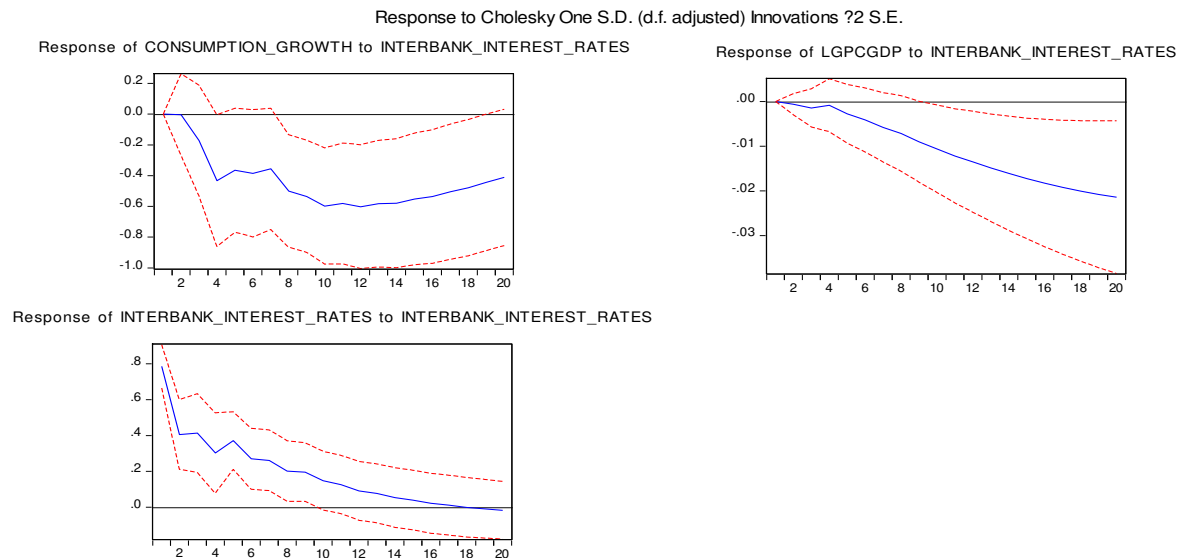 Response to Cholesky One S.D. (d.f. adjusted) Innovations ?2 S.E.
Response of CONSUMPTION_GROWTH to INTERBANK_INTEREST_RATES
0.2
0.0
-0.2
-0.4
-0.6
-0.8
-1.0
2 4 6 8 10 12 14 16 18 20
Response of LGPCGDP to INTERBANK_INTEREST_RATES
.00
-.01
-.02
-.03
2 4 6 8 10 12 14 16 18 20
Response of INTERBANK_INTEREST_RATES to INTERBANK_INTEREST_RATES
.8
.6
.4
.2
.0
2 4 6 8 10 12 14 16 18 20